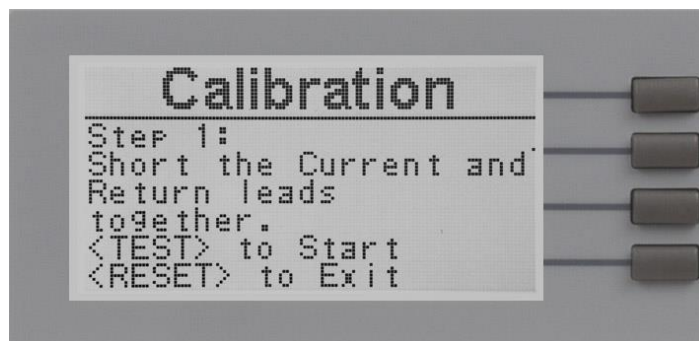 Calibration
Step 1:
Short the Current and
Return leads
together.
<TEST> to Start
<RESET> to Exit